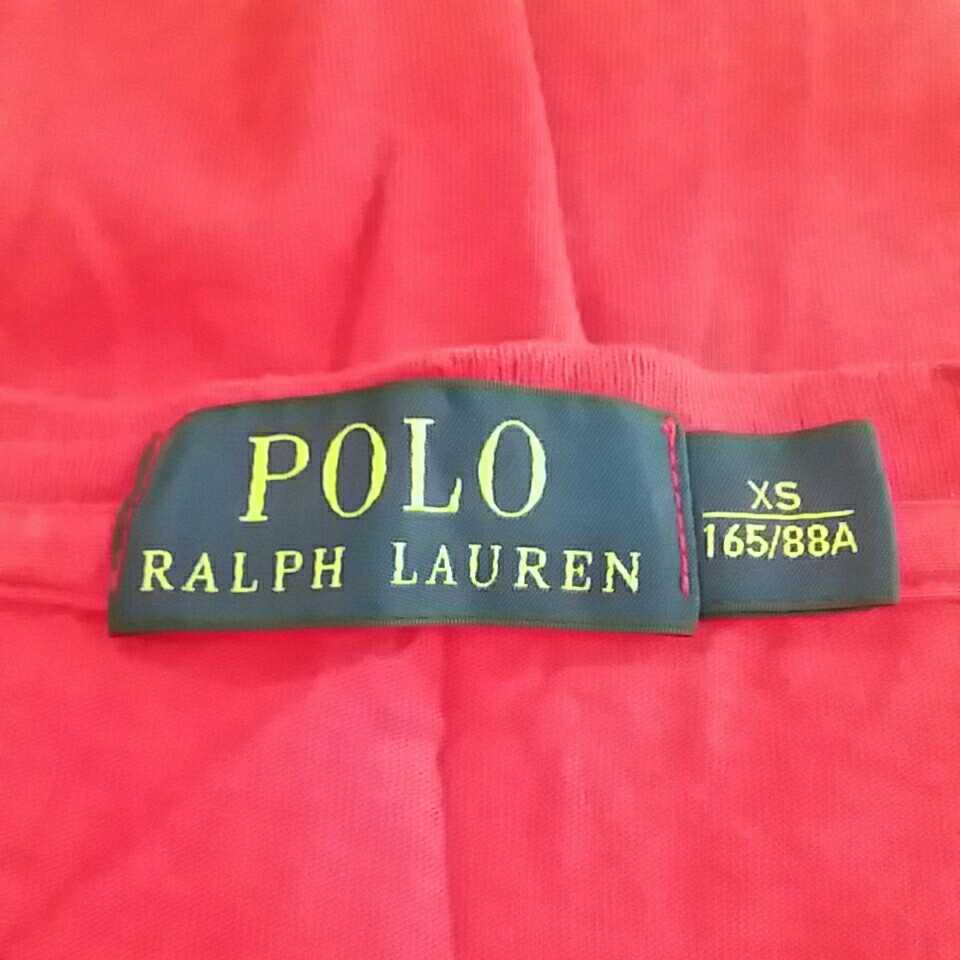 POLO
RALPH LAUREN
XS
165/88A